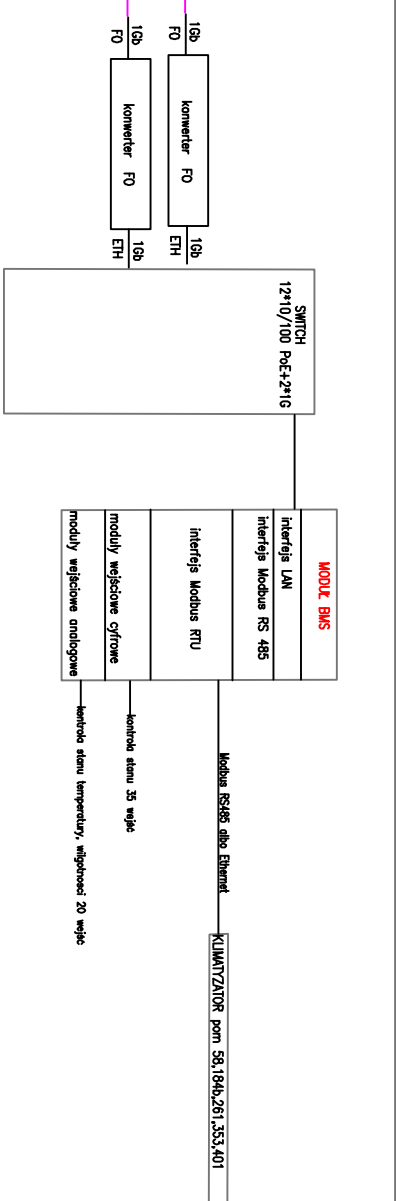 1Gb
FO
konwerter FO
1Gb
ETH
1Gb
FO
konwerter FO
1Gb
ETH
SWITCH
12*10/100 PoE+2*1G
MODUŁ BMS
interfejs LAN
interfejs Modbus RS 485
interfejs Modbus RTU
moduły wejściowe cyfrowe
moduły wejściowe analogowe
Modbus RS485 albo Ethernet
kontrola stanu 35 wejść
kontrola stanu temperatury, wilgotnosci 20 wejść
KLIMATYZATOR pom 58,184b,261,353,401